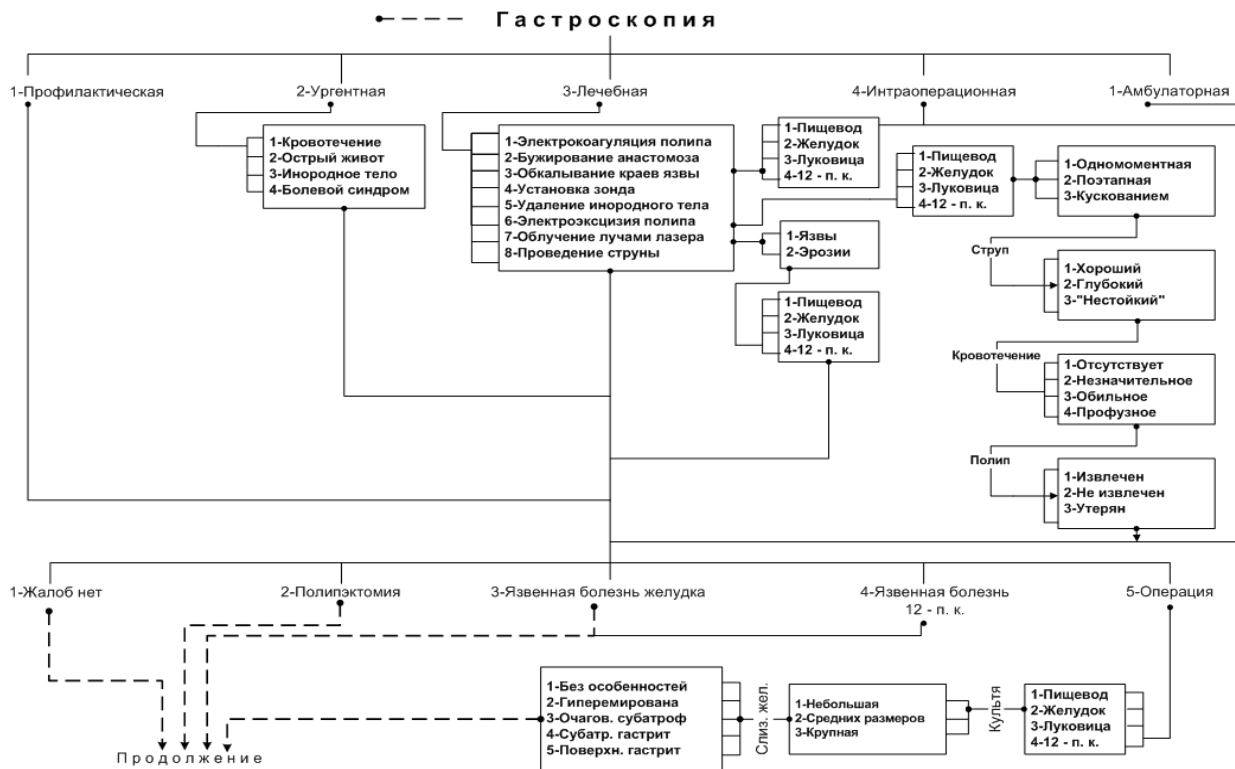 Гастроскопия
1-Профилактическая
2-Ургентная
3-Лечебная
4-Интраоперационная
1-Амбулаторная
1-Кровотечение
2-Острый живот
3-Инородное тело
4-Болевой синдром
1-Электрокоагуляция полипа
2-Бужирование анастомоза
3-Обкалывание краев язвы
4-Установка зонда
5-Удаление инородного тела
6-Электроэксцизия полипа
7-Облучение лучами лазера
8-Проведение струны
1-Пищевод
2-Желудок
3-Луковица
4-12 - п. к.
1-Пищевод
2-Желудок
3-Луковица
4-12 - п. к.
1-Одномоментная
2-Поэтапная
3-Кускованием
1-Язвы
2-Эрозии
Струп
1-Хороший
2-Глубокий
3-"Нестойкий"
1-Пищевод
2-Желудок
3-Луковица
4-12 - п. к.
Кровотечение
1-Отсутствует
2-Незначительное
3-Обильное
4-Профузное
Полип
1-Извлечен
2-Не извлечен
3-Утерян
1-Жалоб нет
2-Полипэктомия
3-Язвенная болезнь желудка
4-Язвенная болезнь
12 - п. к.
5-Операция
1-Без особенностей
2-Гиперемирована
3-Очагов. субатроф
4-Субатр. гастрит
5-Поверхн. гастрит
Слиз. жел.
1-Небольшая
2-Средних размеров
3-Крупная
Культя
1-Пищевод
2-Желудок
3-Луковица
4-12 - п. к.
Продолжение